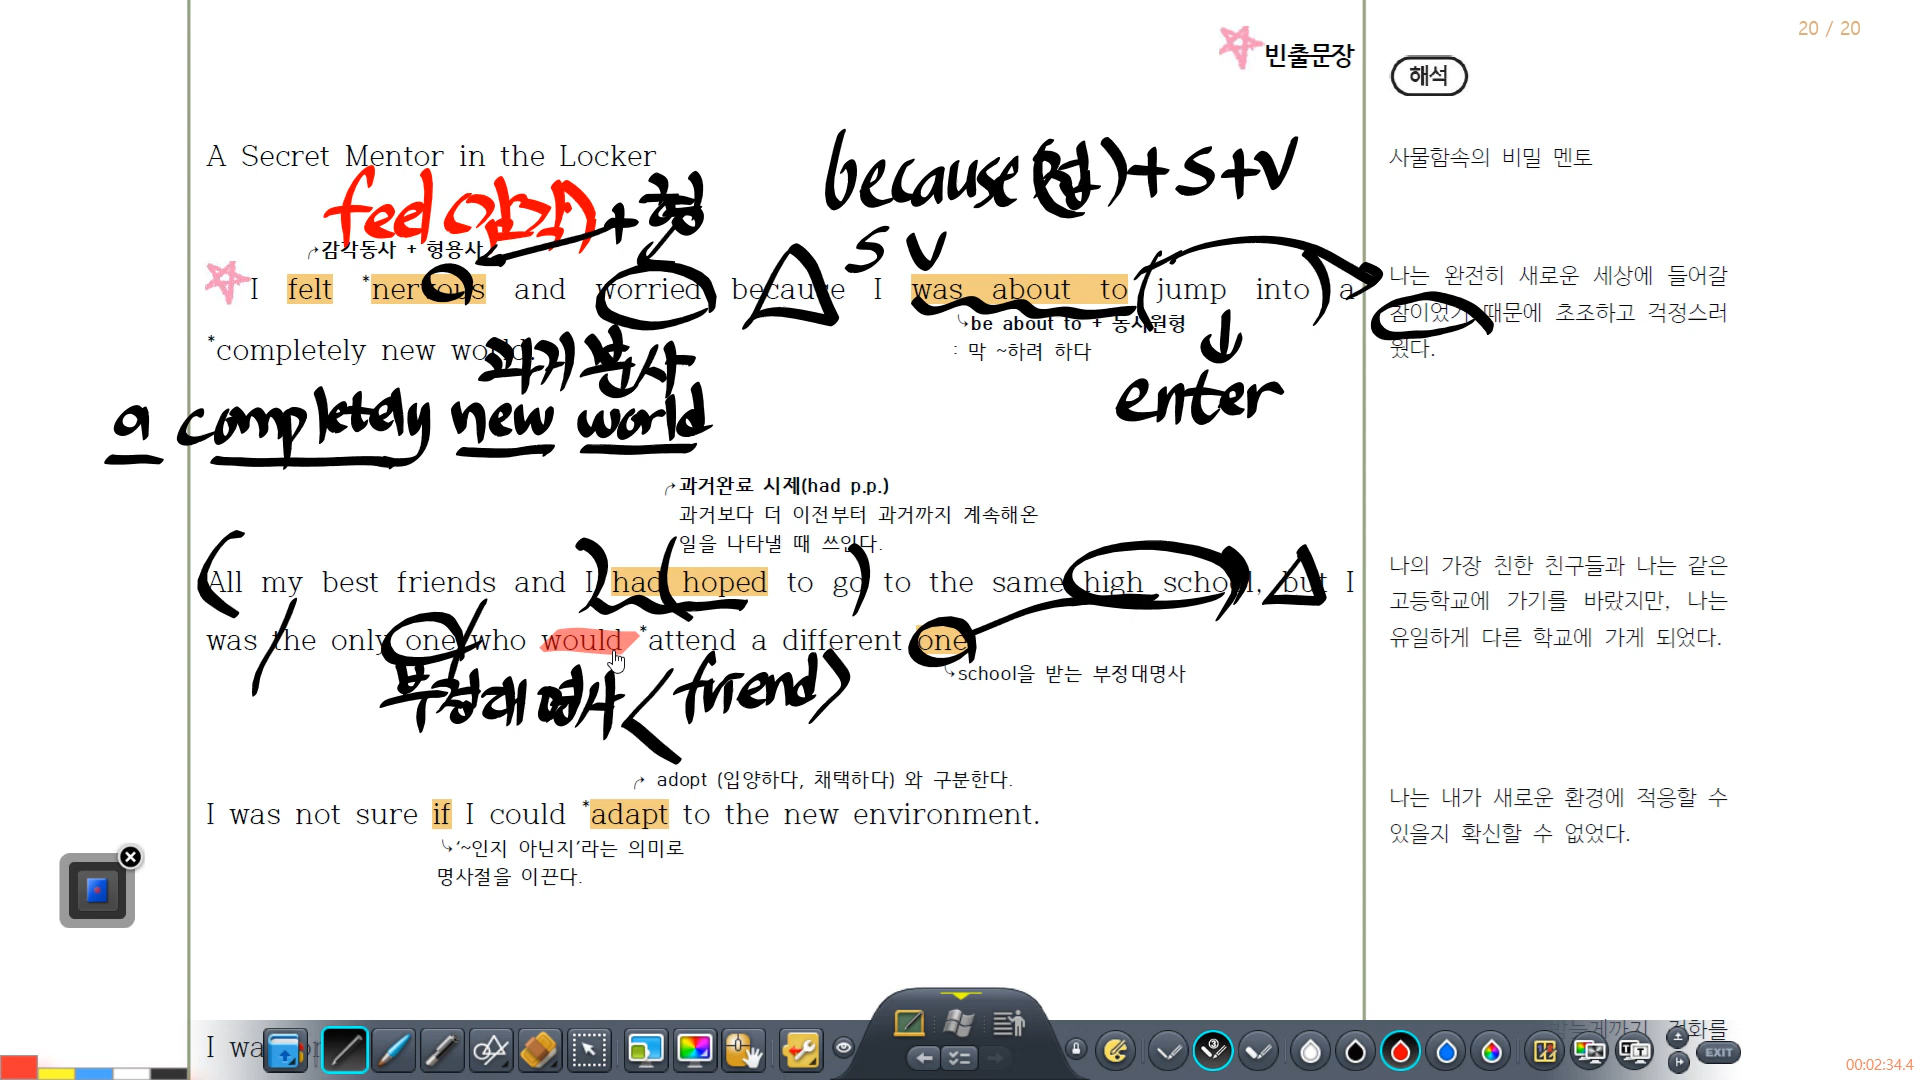 20 / 20
빈출문장
해석
A Secret Mentor in the Locker
사물함속의 비밀 멘토
because(접)+S+V
feel(감각)+형
감각동사 + 형용사
S V
I felt *nervous and worried because I was about to jump into a
나는 완전히 새로운 세상에 들어갈
참이었기 때문에 초조하고 걱정스러
웠다.
be about to + 동사원형
: 막 ~하려 하다
*completely new world.
과거분사
enter
a completely new world
과거완료 시제(had p.p.)
과거보다 더 이전부터 과거까지 계속해온
일을 나타낼 때 쓰인다.
All my best friends and I had hoped to go to the same high school, but I
was the only one who would *attend a different one
나의 가장 친한 친구들과 나는 같은
고등학교에 가기를 바랐지만, 나는
유일하게 다른 학교에 가게 되었다.
school을 받는 부정대명사
부정대명사 <friend>
adopt (입양하다, 채택하다) 와 구분한다.
I was not sure if I could *adapt to the new environment.
나는 내가 새로운 환경에 적응할 수
있을지 확신할 수 없었다.
'~인지 아닌지'라는 의미로
명사절을 이끈다.
I wa
EXIT
00:02:34.4